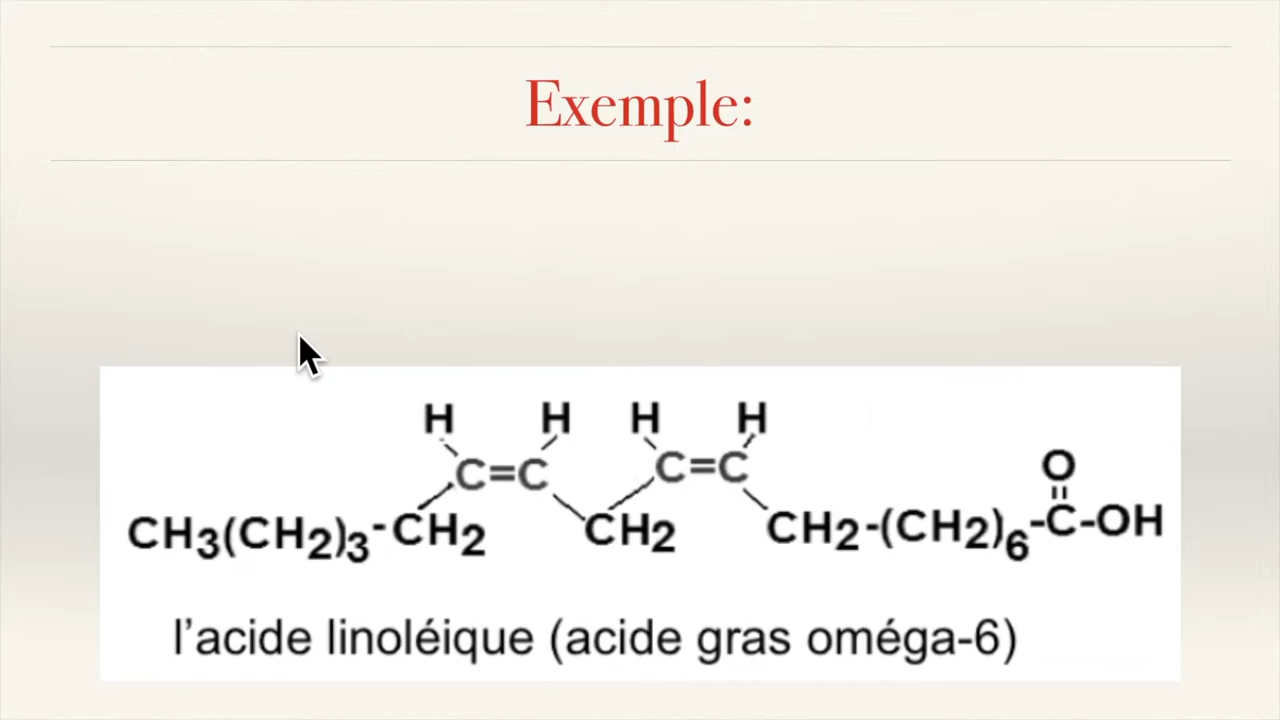 Exemple:
H H H H
C=C C=C O
CH3(CH2)3-CH2 CH2 CH2-(CH2)6-C-OH
l'acide linoléique (acide gras oméga-6)